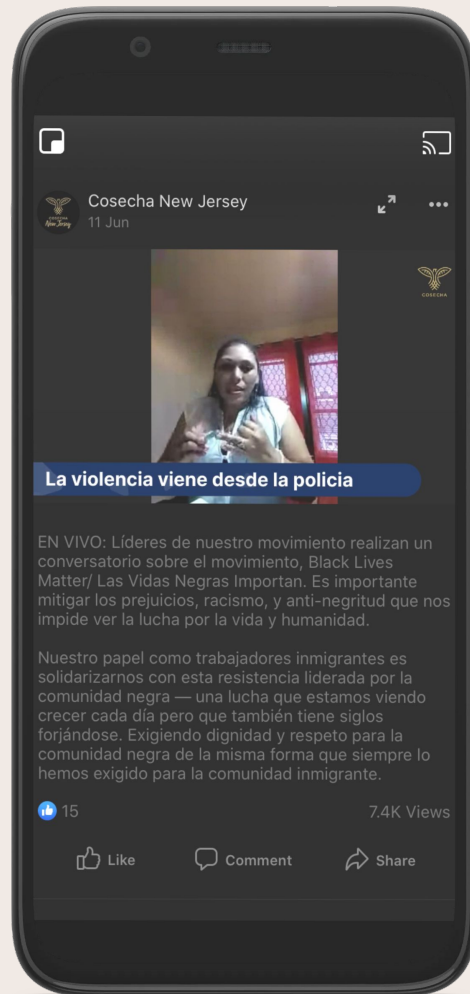 Cosecha New Jersey
11 Jun
COSECHA
New Jersey
COSECHA
La violencia viene desde la policia
EN VIVO: Líderes de nuestro movimiento realizan un
conversatorio sobre el movimiento, Black Lives
Matter/ Las Vidas Negras Importan. Es importante
mitigar los prejuicios, racismo, y anti-negritud que nos
impide ver la lucha por la vida y humanidad.
Nuestro papel como trabajadores inmigrantes es
solidarizarnos con esta resistencia liderada por la
comunidad negra — una lucha que estamos viendo
crecer cada día pero que también tiene siglos
forjándose. Exigiendo dignidad y respeto para la
comunidad negra de la misma forma que siempre lo
hemos exigido para la comunidad inmigrante.
15
7.4K Views
Like
Comment
Share